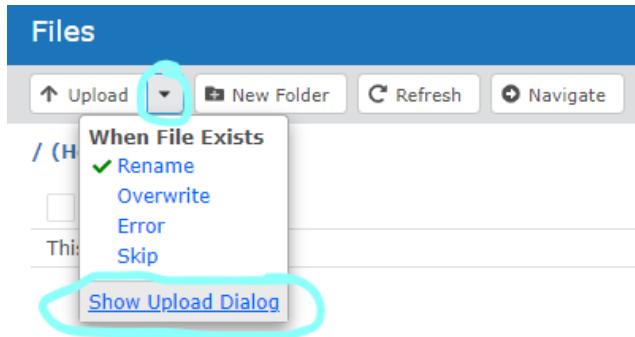 Files
Upload New Folder Refresh Navigate
When File Exists
/ (H
Rename
Overwrite
Error
This
Skip
Show Upload Dialog